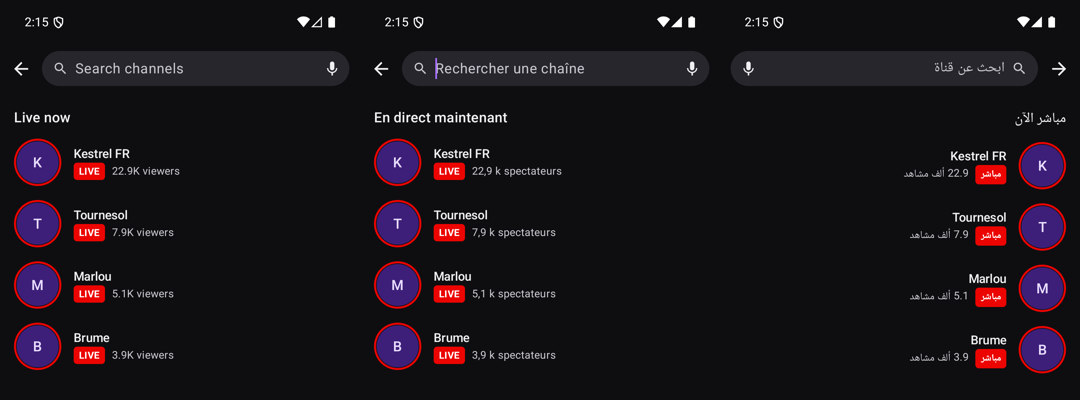 2:15
Search channels
Live now
K
Kestrel FR
LIVE 22.9K viewers
T
Tournesol
LIVE 7.9K viewers
M
Marlou
LIVE 5.1K viewers
B
Brume
LIVE 3.9K viewers
2:15
Rechercher une chaîne
En direct maintenant
K
Kestrel FR
LIVE 22,9 k spectateurs
T
Tournesol
LIVE 7,9 k spectateurs
M
Marlou
LIVE 5,1 k spectateurs
B
Brume
LIVE 3,9 k spectateurs
2:15
ابحث عن قناة
مباشر الآن
K
Kestrel FR
مباشر 22.9 ألف مشاهد
T
Tournesol
مباشر 7.9 ألف مشاهد
M
Marlou
مباشر 5.1 ألف مشاهد
B
Brume
مباشر 3.9 ألف مشاهد